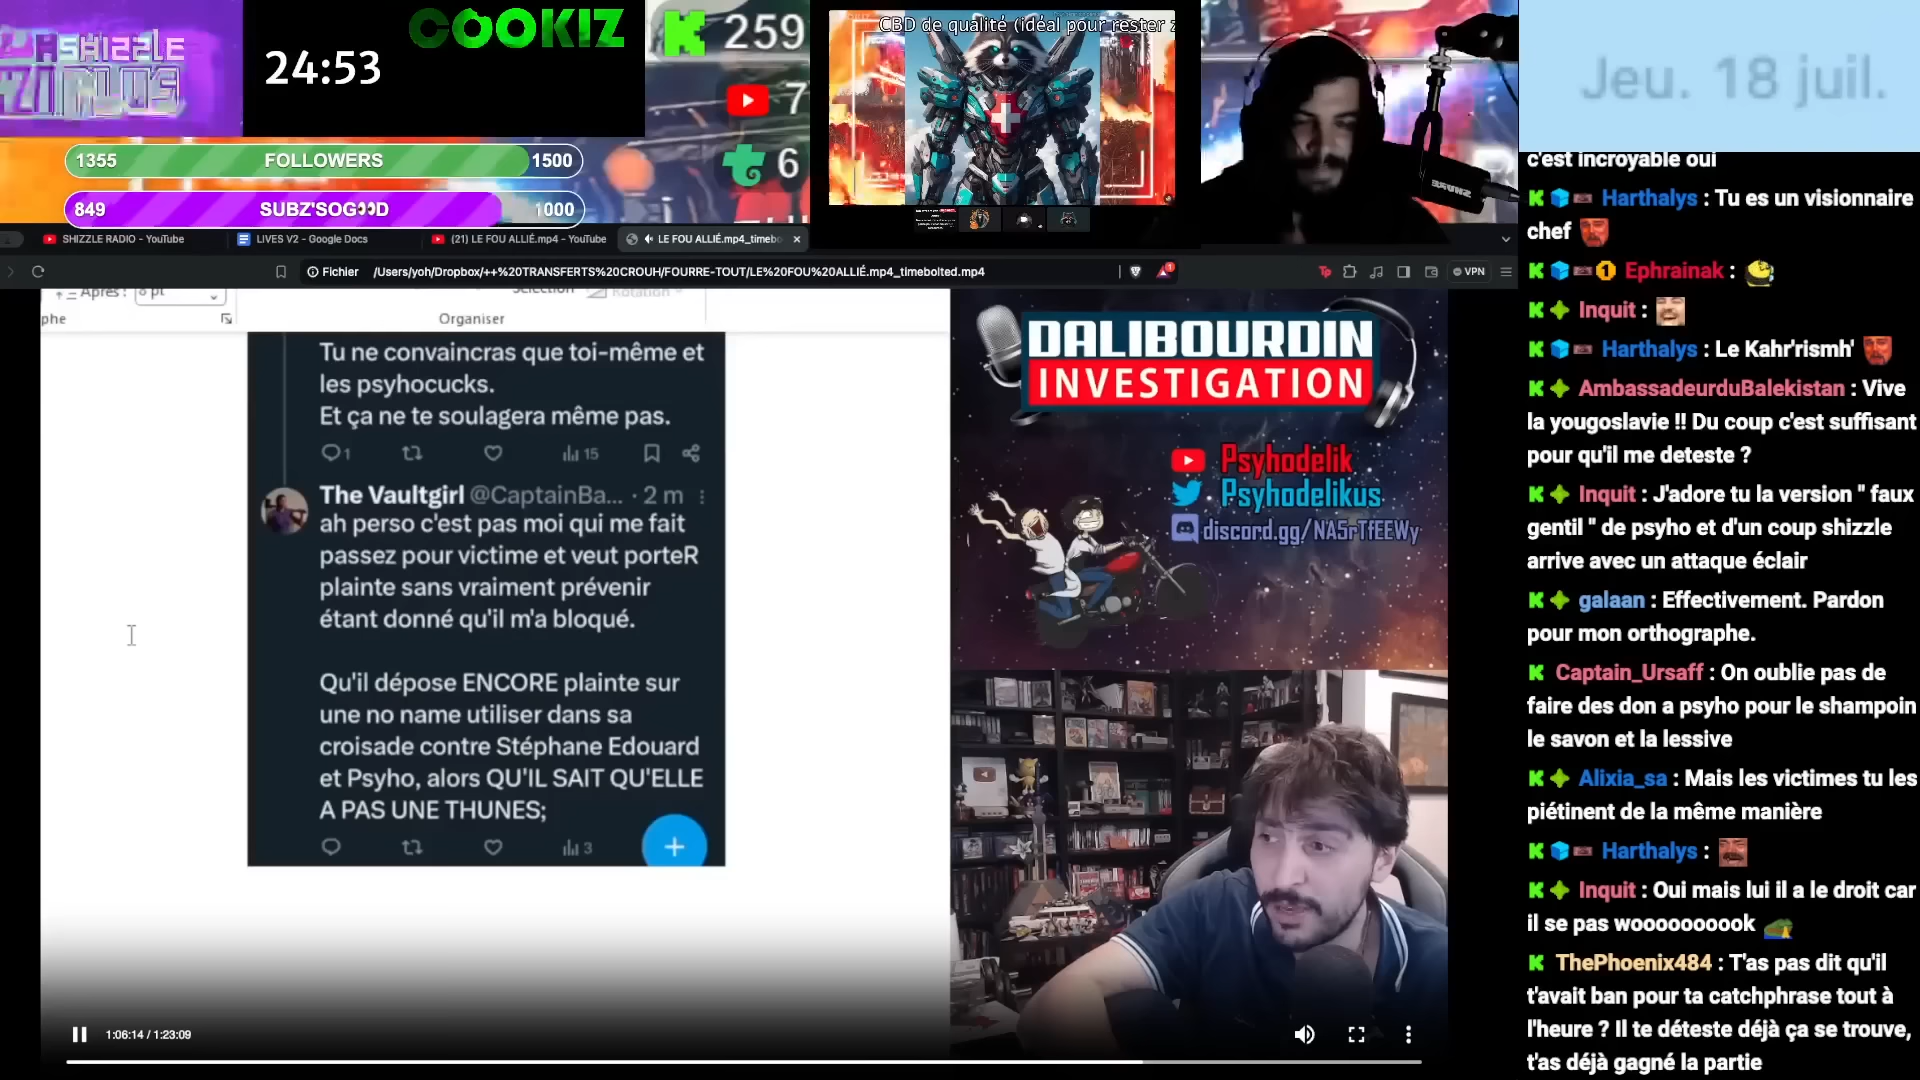 SHIZZLE
24:53
COOKIZ
259
7
6
1355 FOLLOWERS 1500
849 SUBZ'SOG👀D 1000
CBD de qualité (idéal pour rester z
Jeu. 18 juil.
SHIZZLE RADIO - YouTube
LIVES V2 - Google Docs
(21) LE FOU ALLIÉ.mp4 - YouTube
LE FOU ALLIÉ.mp4_timebo
Fichier /Users/yoh/Dropbox/++%20TRANSFERTS%20CROUH/FOURRE-TOUT/LE%20FOU%20ALLIÉ.mp4_timebolted.mp4
VPN
Après : 8 pt
phe
Organiser
Sélection
Rotation
Tu ne convaincras que toi-même et
les psyhocucks.
Et ça ne te soulagera même pas.
1
15
The Vaultgirl @CaptainBa... · 2 m
ah perso c'est pas moi qui me fait
passez pour victime et veut porteR
plainte sans vraiment prévenir
étant donné qu'il m'a bloqué.
Qu'il dépose ENCORE plainte sur
une no name utiliser dans sa
croisade contre Stéphane Edouard
et Psyho, alors QU'IL SAIT QU'ELLE
A PAS UNE THUNES;
3
DALIBOURDIN
INVESTIGATION
Psyhodelik
Psyhodelikus
discord.gg/NA5rTfEEWy
1:06:14 / 1:23:09
c'est incroyable oui
Harthalys : Tu es un visionnaire
chef
Ephrainak :
Inquit :
Harthalys : Le Kahr'rismh'
AmbassadeurduBalekistan : Vive
la yougoslavie !! Du coup c'est suffisant
pour qu'il me deteste ?
Inquit : J'adore tu la version " faux
gentil " de psyho et d'un coup shizzle
arrive avec un attaque éclair
galaan : Effectivement. Pardon
pour mon orthographe.
Captain_Ursaff : On oublie pas de
faire des don a psyho pour le shampoin
le savon et la lessive
Alixia_sa : Mais les victimes tu les
piétinent de la même manière
Harthalys :
Inquit : Oui mais lui il a le droit car
il se pas woooooooook
ThePhoenix484 : T'as pas dit qu'il
t'avait ban pour ta catchphrase tout à
l'heure ? Il te déteste déjà ça se trouve,
t'as déjà gagné la partie